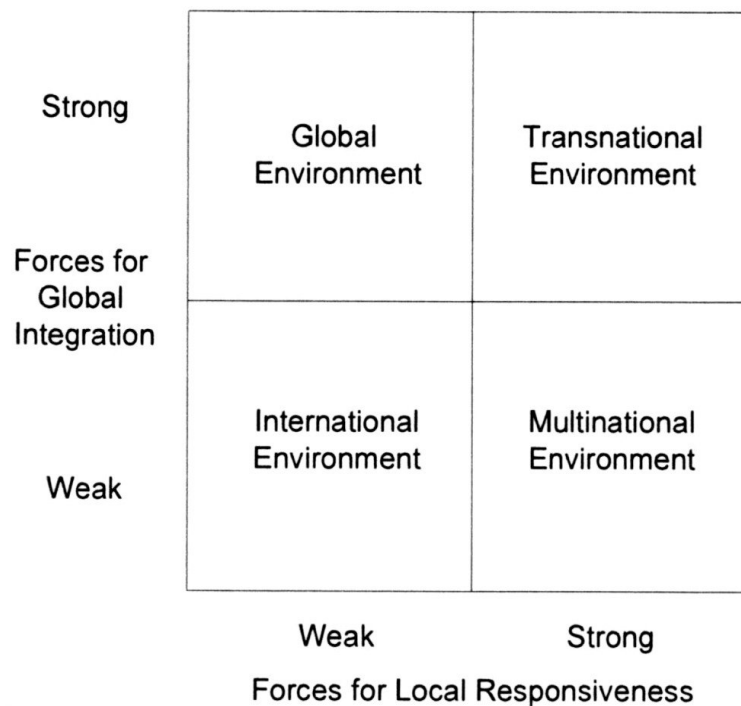 Strong
Global
Environment
Transnational
Environment
Forces for
Global
Integration
International
Environment
Multinational
Environment
Weak
Weak
Strong
Forces for Local Responsiveness